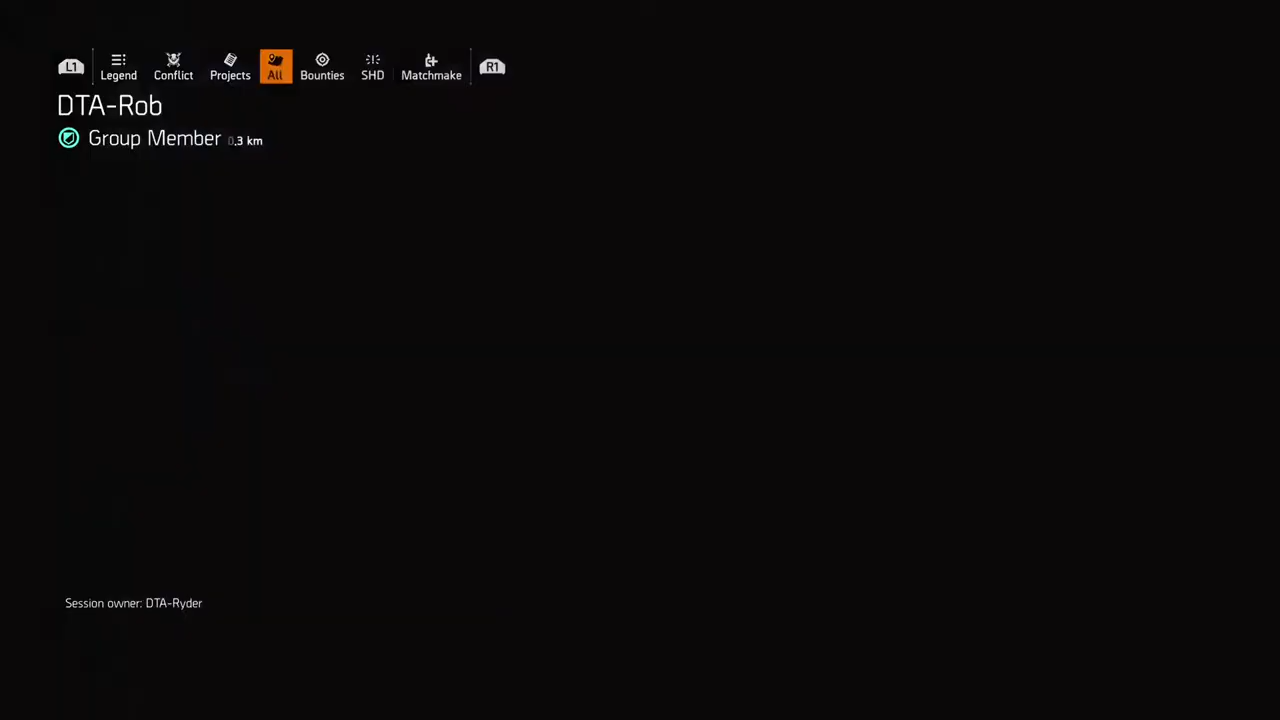 L1 Legend Conflict Projects All Bounties SHD Matchmake R1
DTA-Rob
Group Member 0.3 km
Session owner: DTA-Ryder